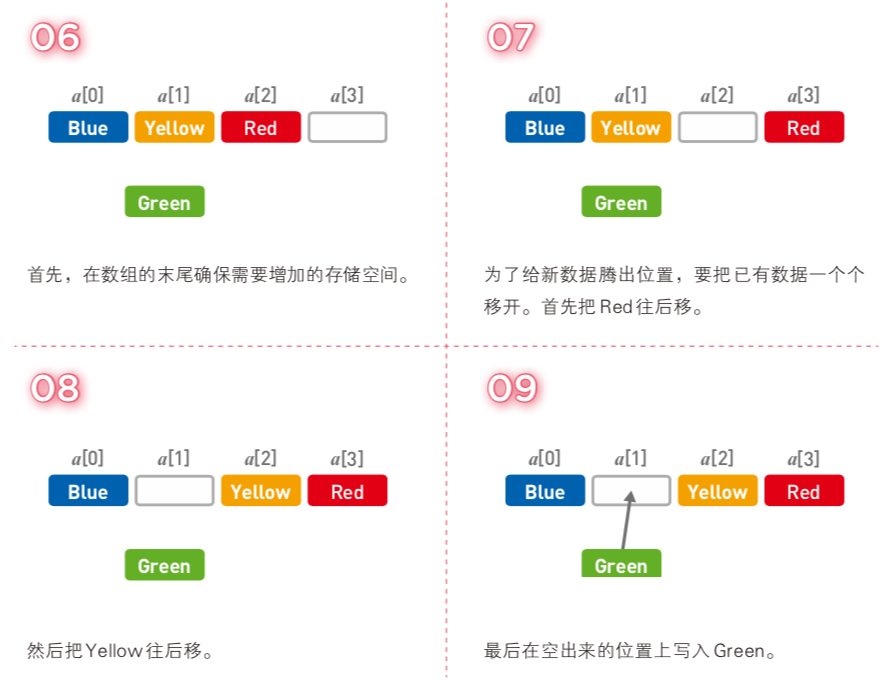 06
a[0] a[1] a[2] a[3]
Blue Yellow Red
Green
首先，在数组的末尾确保需要增加的存储空间。
07
a[0] a[1] a[2] a[3]
Blue Yellow Red
Green
为了给新数据腾出位置，要把已有数据一个个
移开。首先把 Red 往后移。
08
a[0] a[1] a[2] a[3]
Blue Yellow Red
Green
然后把 Yellow 往后移。
09
a[0] a[1] a[2] a[3]
Blue Yellow Red
Green
最后在空出来的位置上写入 Green。